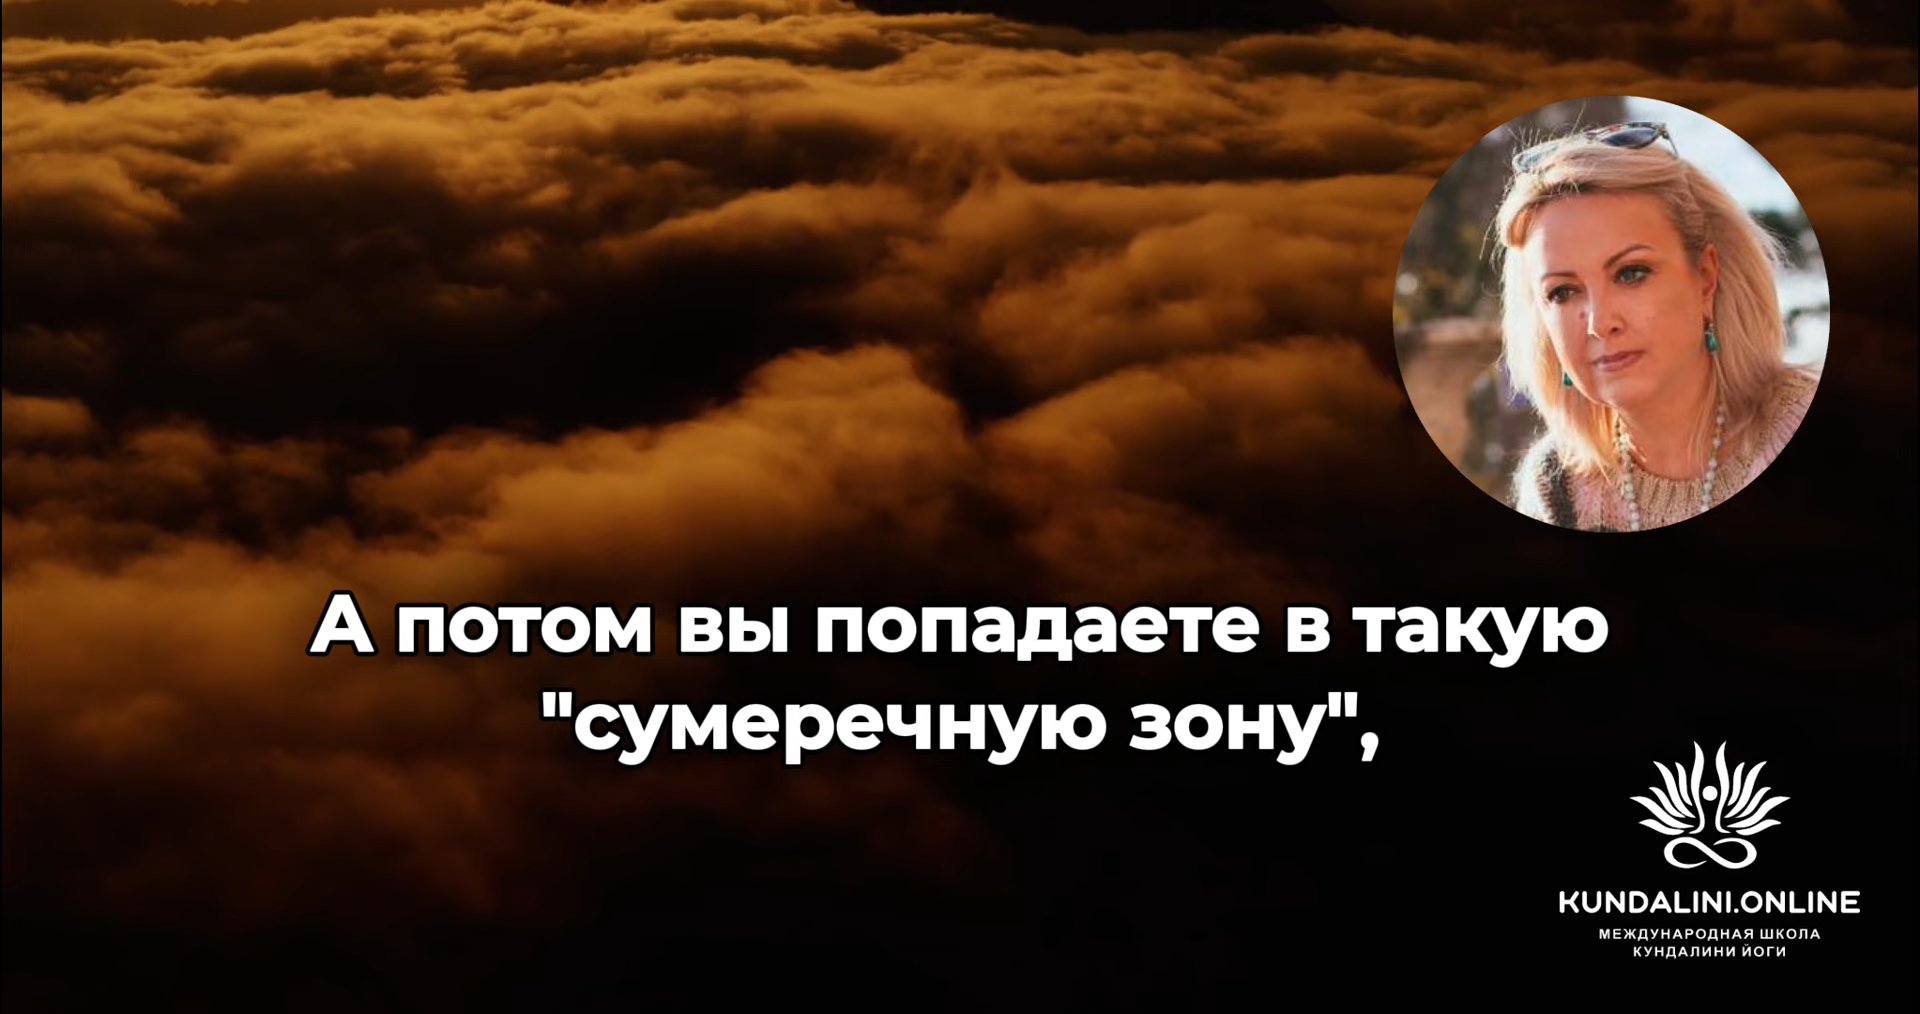 А потом вы попадаете в такую
"сумеречную зону",
KUNDALINI.ONLINE
МЕЖДУНАРОДНАЯ ШКОЛА
КУНДАЛИНИ ЙОГИ